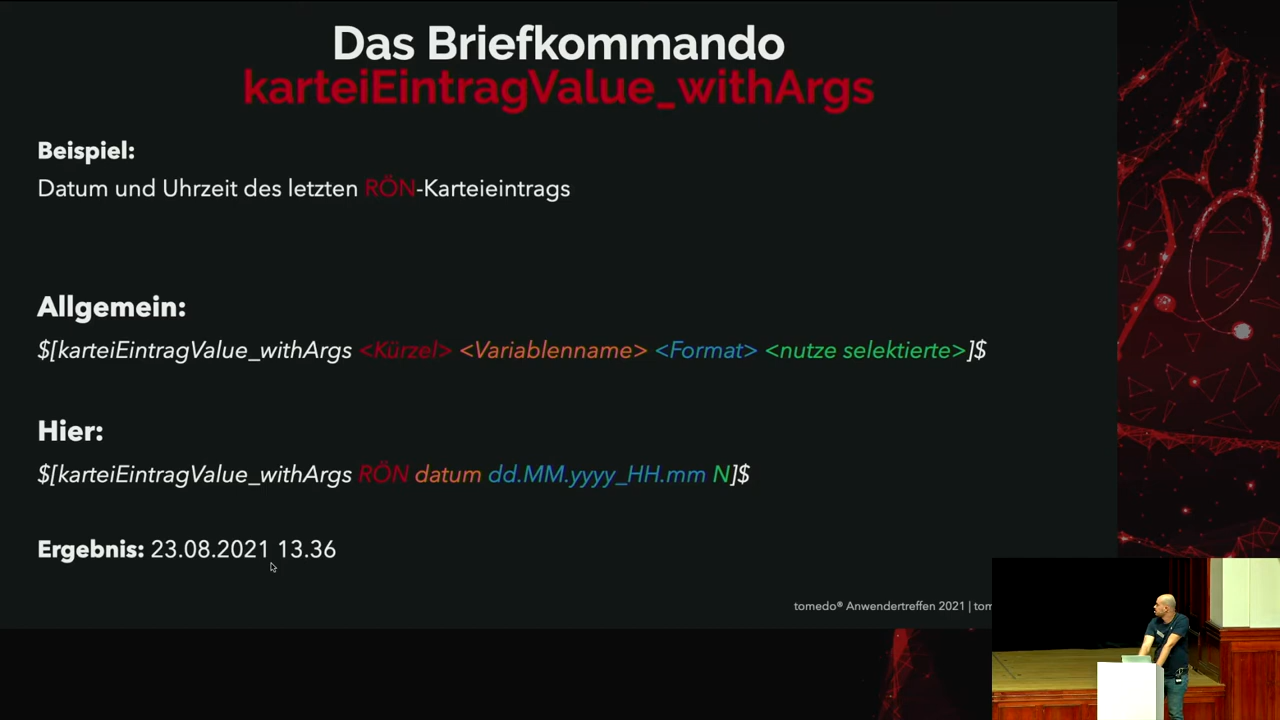 Das Briefkommando
karteiEintragValue_withArgs
Beispiel:
Datum und Uhrzeit des letzten RÖN-Karteieintrags
Allgemein:
$[karteiEintragValue_withArgs <Kürzel> <Variablenname> <Format> <nutze selektierte>]$
Hier:
$[karteiEintragValue_withArgs RÖN datum dd.MM.yyyy_HH.mm N]$
Ergebnis: 23.08.2021 13.36
tomedo® Anwendertreffen 2021 | tom